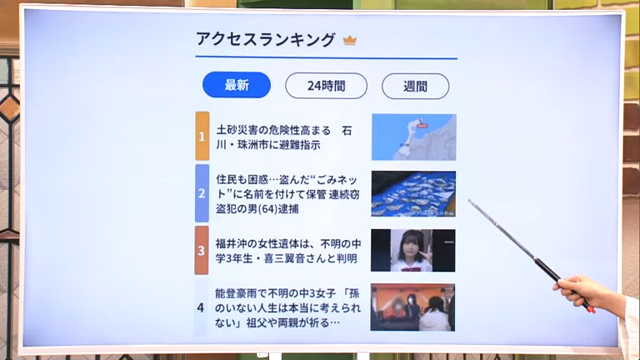 アクセスランキング
最新
24時間
週間
1
土砂災害の危険性高まる 石
川・珠洲市に避難指示
2
住民も困惑…盗んだ“ごみネッ
ト”に名前を付けて保管 連続窃
盗犯の男(64)逮捕
3
福井沖の女性遺体は、不明の中
学3年生・喜三翼音さんと判明
4
能登豪雨で不明の中3女子 「孫
のいない人生は本当に考えられ
ない」祖父や両親が祈る…